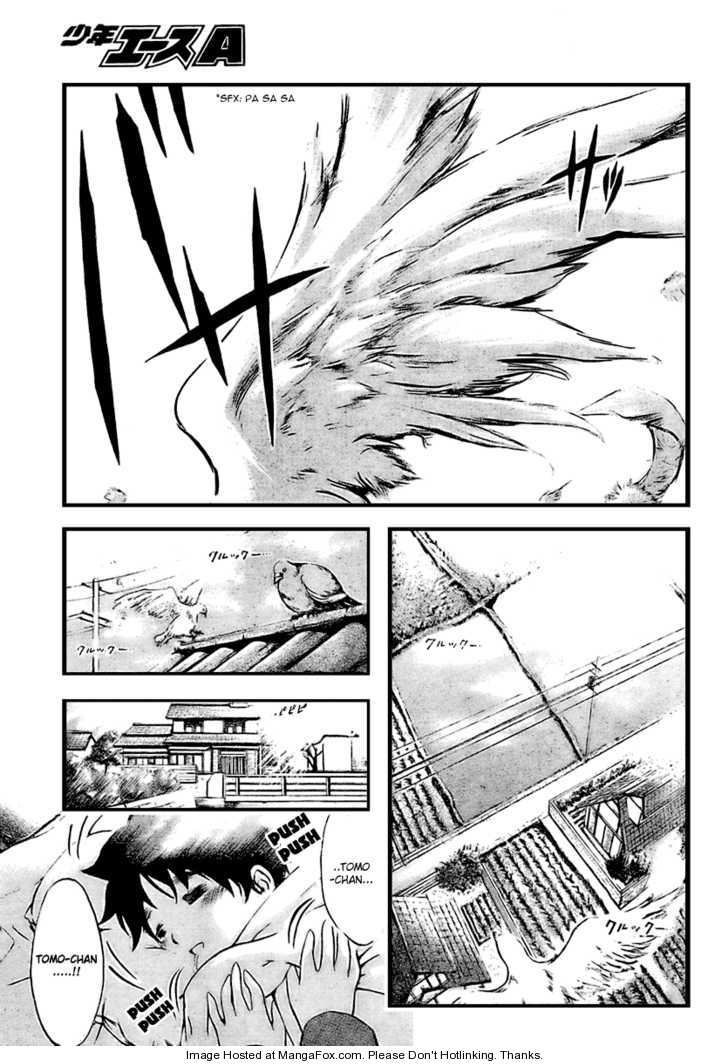 少年エースA
*SFX: PA SA SA
バサ
ッ
クルックー…
クルックー…
クルックー…
クルックー…
ピピピ
PUSH
PUSH
..TOMO
-CHAN...
TOMO-CHAN
.....!!
PUSH
PUSH
Image Hosted at MangaFox.com. Please Don't Hotlinking. Thanks.